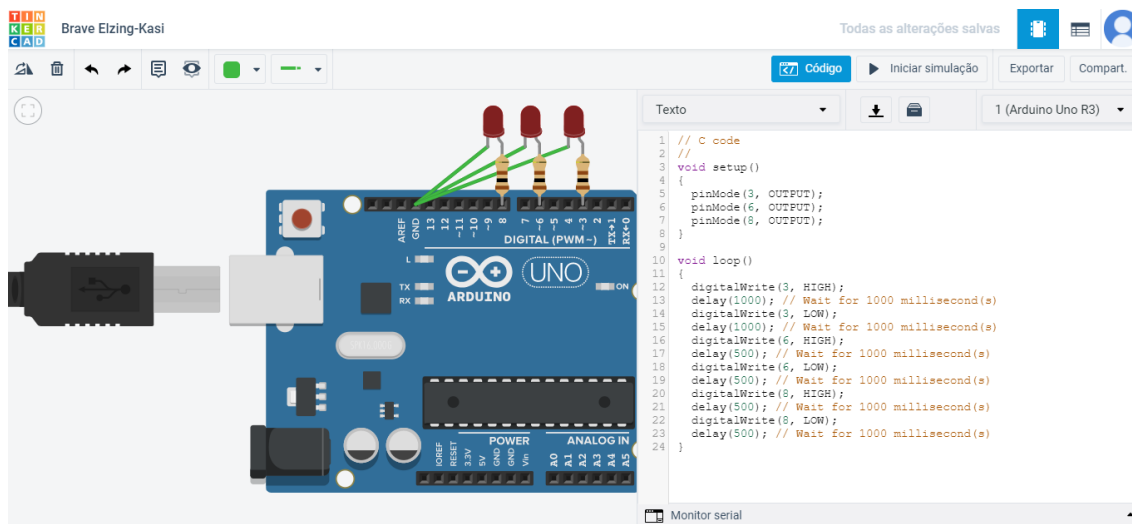 TIN
KER
CAD
Brave Elzing-Kasi
Todas as alterações salvas
Código
Iniciar simulação
Exportar
Compart.
Texto
1 (Arduino Uno R3)
AREF
GND
13
12
~11
~10
~9
8
7
~6
~5
4
~3
2
TX→1
RX←0
DIGITAL (PWM~)
L
TX
RX
ARDUINO
UNO
ON
IOREF
RESET
3.3V
5V
GND
GND
Vin
POWER
ANALOG IN
A0
A1
A2
A3
A4
A5
1 // C code
2 //
3 void setup()
4 {
5 pinMode(3, OUTPUT);
6 pinMode(6, OUTPUT);
7 pinMode(8, OUTPUT);
8 }
9
10 void loop()
11 {
12 digitalWrite(3, HIGH);
13 delay(1000); // Wait for 1000 millisecond(s)
14 digitalWrite(3, LOW);
15 delay(1000); // Wait for 1000 millisecond(s)
16 digitalWrite(6, HIGH);
17 delay(500); // Wait for 1000 millisecond(s)
18 digitalWrite(6, LOW);
19 delay(500); // Wait for 1000 millisecond(s)
20 digitalWrite(8, HIGH);
21 delay(500); // Wait for 1000 millisecond(s)
22 digitalWrite(8, LOW);
23 delay(500); // Wait for 1000 millisecond(s)
24 }
Monitor serial